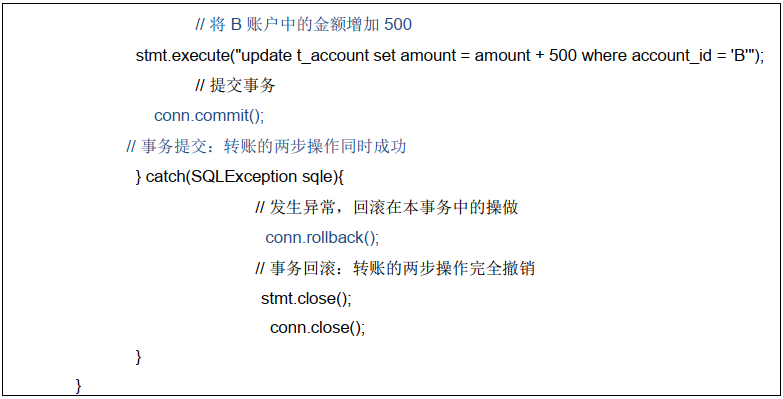 // 将 B 账户中的金额增加 500
stmt.execute("update t_account set amount = amount + 500 where account_id = 'B'");
// 提交事务
conn.commit();
// 事务提交：转账的两步操作同时成功
} catch(SQLException sqle){
// 发生异常，回滚在本事务中的操做
conn.rollback();
// 事务回滚：转账的两步操作完全撤销
stmt.close();
conn.close();
}
}